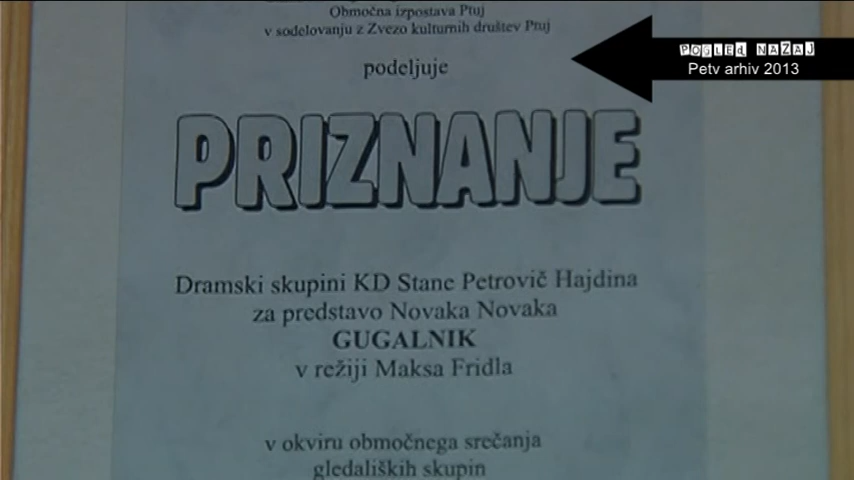 Območna izpostava Ptuj
v sodelovanju z Zvezo kulturnih društev Ptuj
podeljuje
PRIZNANJE
Dramski skupini KD Stane Petrovič Hajdina
za predstavo Novaka Novaka
GUGALNIK
v režiji Maksa Fridla
v okviru območnega srečanja
gledaliških skupin
POGLEd NAZAJ
Petv arhiv 2013